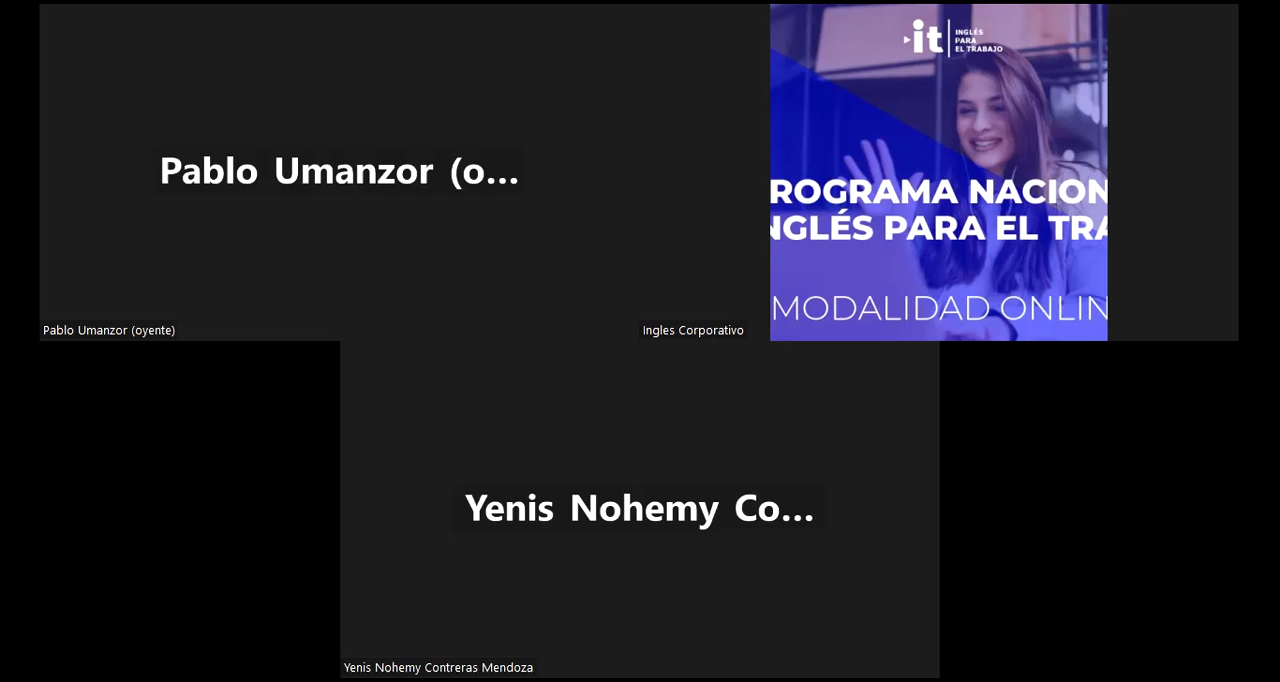 Pablo Umanzor (o...
Pablo Umanzor (oyente)
it
INGLÉS
PARA
EL TRABAJO
ROGRAMA NACION
NGLÉS PARA EL TRA
MODALIDAD ONLIN
Ingles Corporativo
Yenis Nohemy Co...
Yenis Nohemy Contreras Mendoza